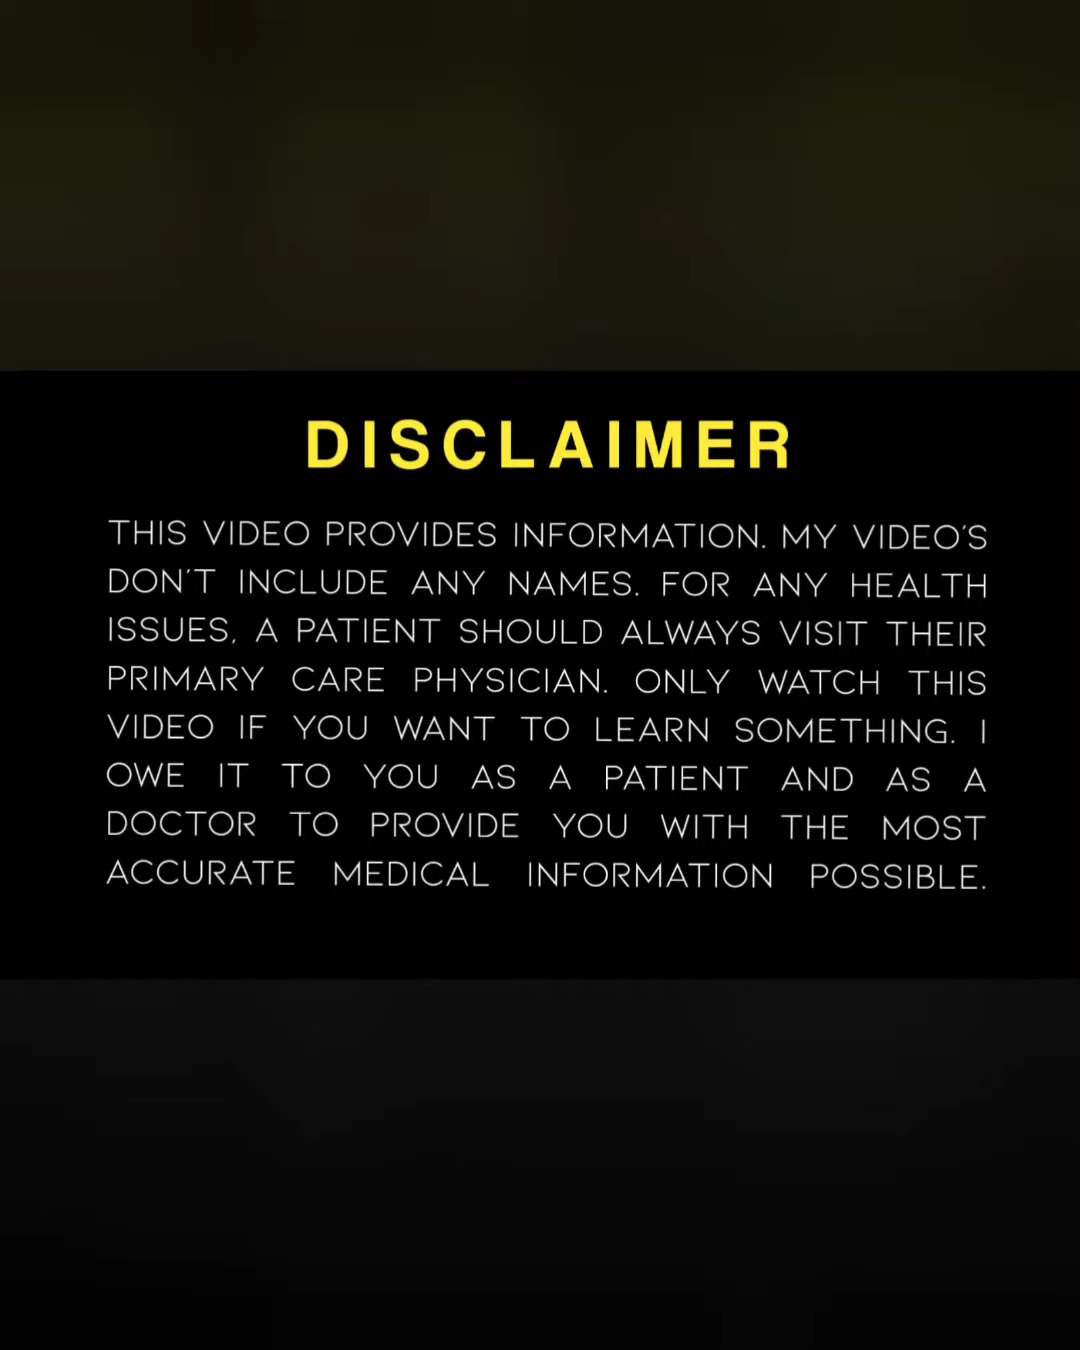 DISCLAIMER
THIS VIDEO PROVIDES INFORMATION. MY VIDEO'S
DON'T INCLUDE ANY NAMES. FOR ANY HEALTH
ISSUES, A PATIENT SHOULD ALWAYS VISIT THEIR
PRIMARY CARE PHYSICIAN. ONLY WATCH THIS
VIDEO IF YOU WANT TO LEARN SOMETHING. I
OWE IT TO YOU AS A PATIENT AND AS A
DOCTOR TO PROVIDE YOU WITH THE MOST
ACCURATE MEDICAL INFORMATION POSSIBLE.